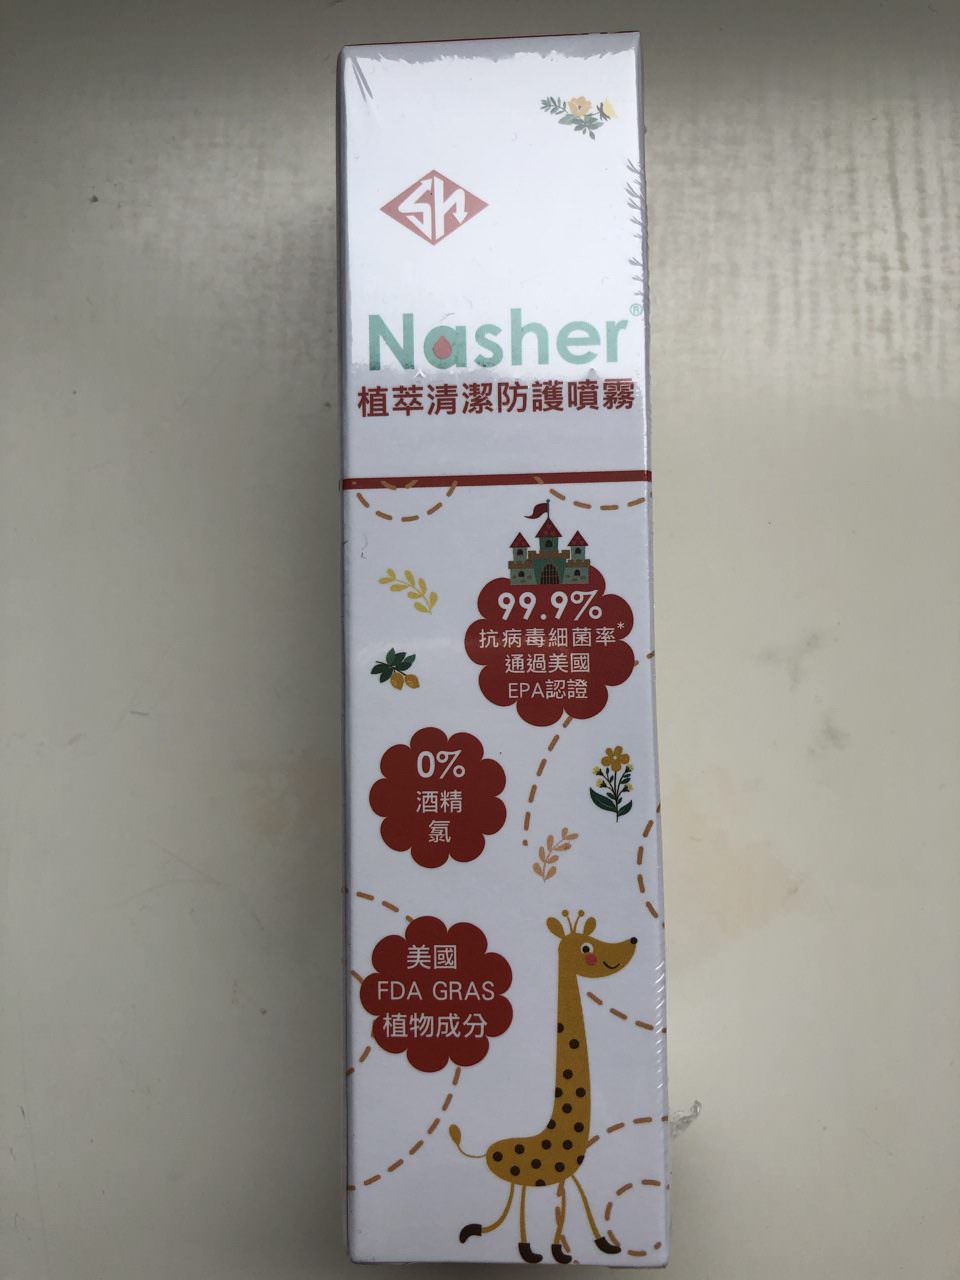 Sh
Nasher®
植萃清潔防護噴霧
99.9%
抗病毒細菌率*
通過美國
EPA認證
0%
酒精
氯
美國
FDA GRAS
植物成分